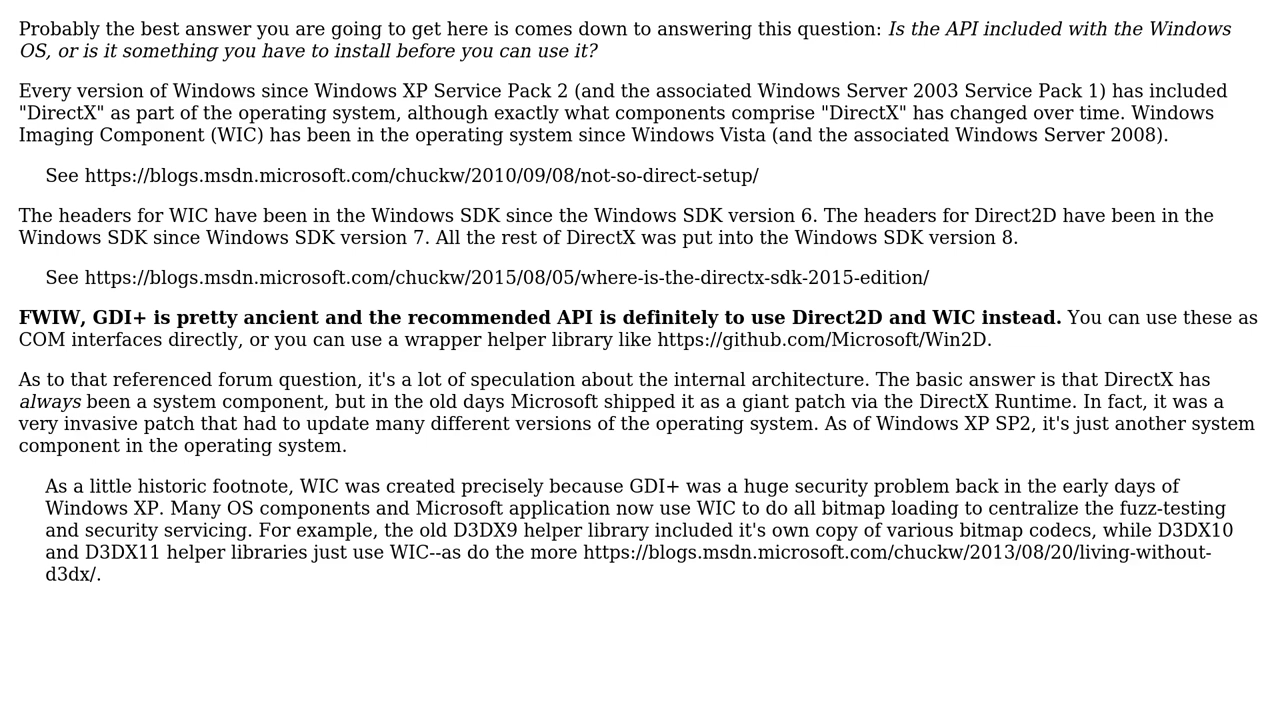 Probably the best answer you are going to get here is comes down to answering this question: Is the API included with the Windows
OS, or is it something you have to install before you can use it?
Every version of Windows since Windows XP Service Pack 2 (and the associated Windows Server 2003 Service Pack 1) has included
"DirectX" as part of the operating system, although exactly what components comprise "DirectX" has changed over time. Windows
Imaging Component (WIC) has been in the operating system since Windows Vista (and the associated Windows Server 2008).
See https://blogs.msdn.microsoft.com/chuckw/2010/09/08/not-so-direct-setup/
The headers for WIC have been in the Windows SDK since the Windows SDK version 6. The headers for Direct2D have been in the
Windows SDK since Windows SDK version 7. All the rest of DirectX was put into the Windows SDK version 8.
See https://blogs.msdn.microsoft.com/chuckw/2015/08/05/where-is-the-directx-sdk-2015-edition/
FWIW, GDI+ is pretty ancient and the recommended API is definitely to use Direct2D and WIC instead. You can use these as
COM interfaces directly, or you can use a wrapper helper library like https://github.com/Microsoft/Win2D.
As to that referenced forum question, it's a lot of speculation about the internal architecture. The basic answer is that DirectX has
always been a system component, but in the old days Microsoft shipped it as a giant patch via the DirectX Runtime. In fact, it was a
very invasive patch that had to update many different versions of the operating system. As of Windows XP SP2, it's just another system
component in the operating system.
As a little historic footnote, WIC was created precisely because GDI+ was a huge security problem back in the early days of
Windows XP. Many OS components and Microsoft application now use WIC to do all bitmap loading to centralize the fuzz-testing
and security servicing. For example, the old D3DX9 helper library included it's own copy of various bitmap codecs, while D3DX10
and D3DX11 helper libraries just use WIC--as do the more https://blogs.msdn.microsoft.com/chuckw/2013/08/20/living-without-
d3dx/.